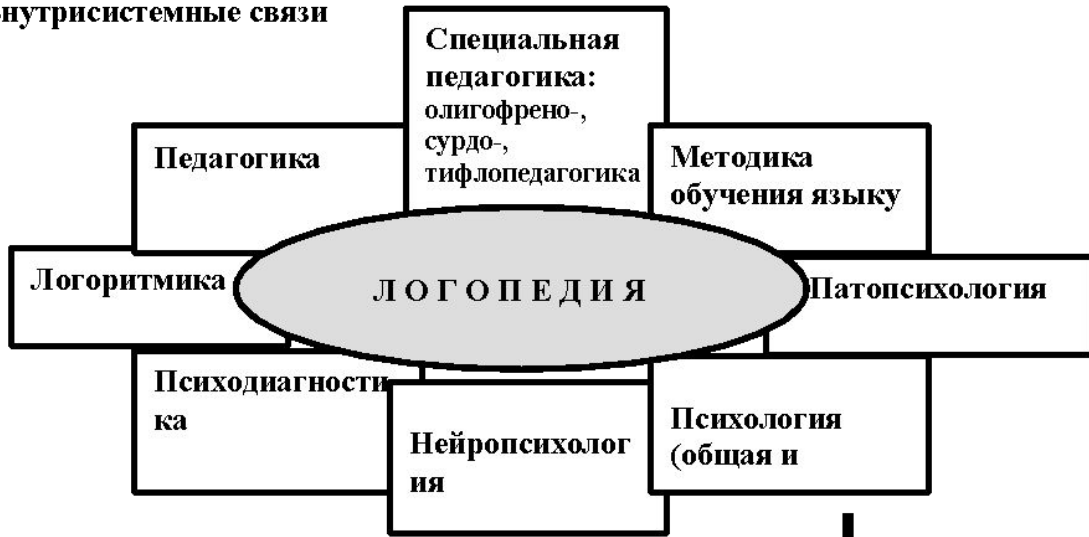 нутрисистемные связи
Специальная
педагогика:
олигофрено-,
сурдо-,
тифлопедагогика
Педагогика
Методика
обучения языку
Логоритмика
Л О Г О П Е Д И Я
Патопсихология
Психодиагности
ка
Нейропсихолог
ия
Психология
(общая и